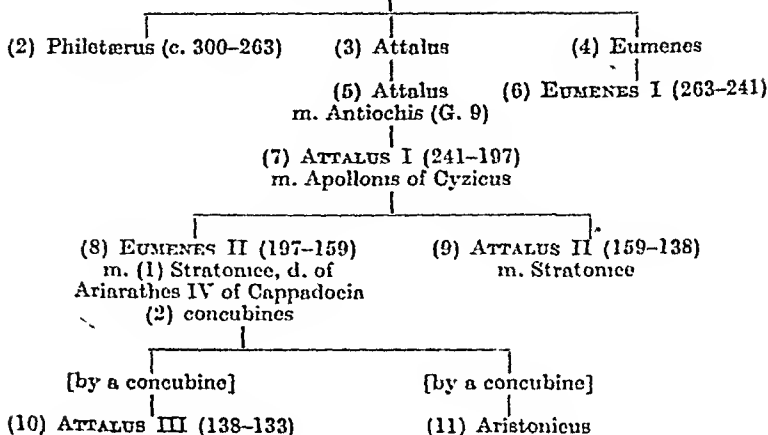 (2) Philetærus (c. 300–263) (3) Attalus (4) Eumenes
(5) Attalus (6) EUMENES I (263–241)
m. Antiochis (G. 9)
(7) ATTALUS I (241–197)
m. Apollonis of Cyzicus
(8) EUMENES II (197–159) (9) ATTALUS II (159–138)
m. (1) Stratonice, d. of m. Stratonice
Ariarathes IV of Cappadocia
(2) concubines
[by a concubine] [by a concubine]
(10) ATTALUS III (138–133) (11) Aristonicus